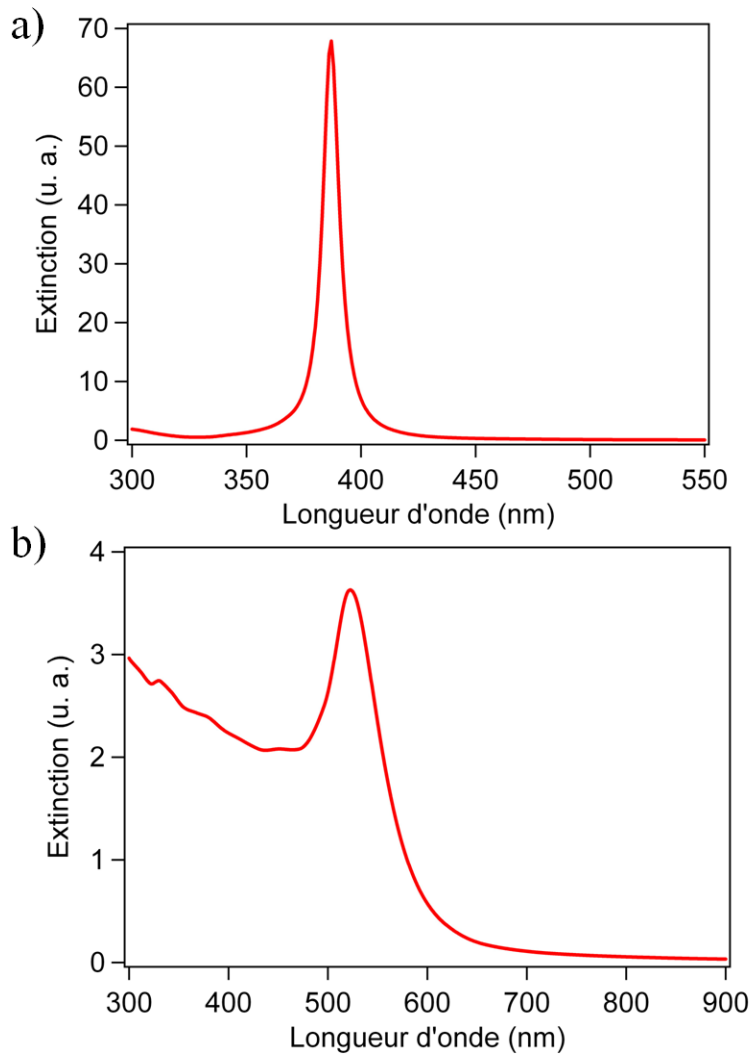 a)
70
60
50
40
30
20
10
0
Extinction (u. a.)
300 350 400 450 500 550
Longueur d'onde (nm)
b)
4
3
2
1
0
Extinction (u. a.)
300 400 500 600 700 800 900
Longueur d'onde (nm)